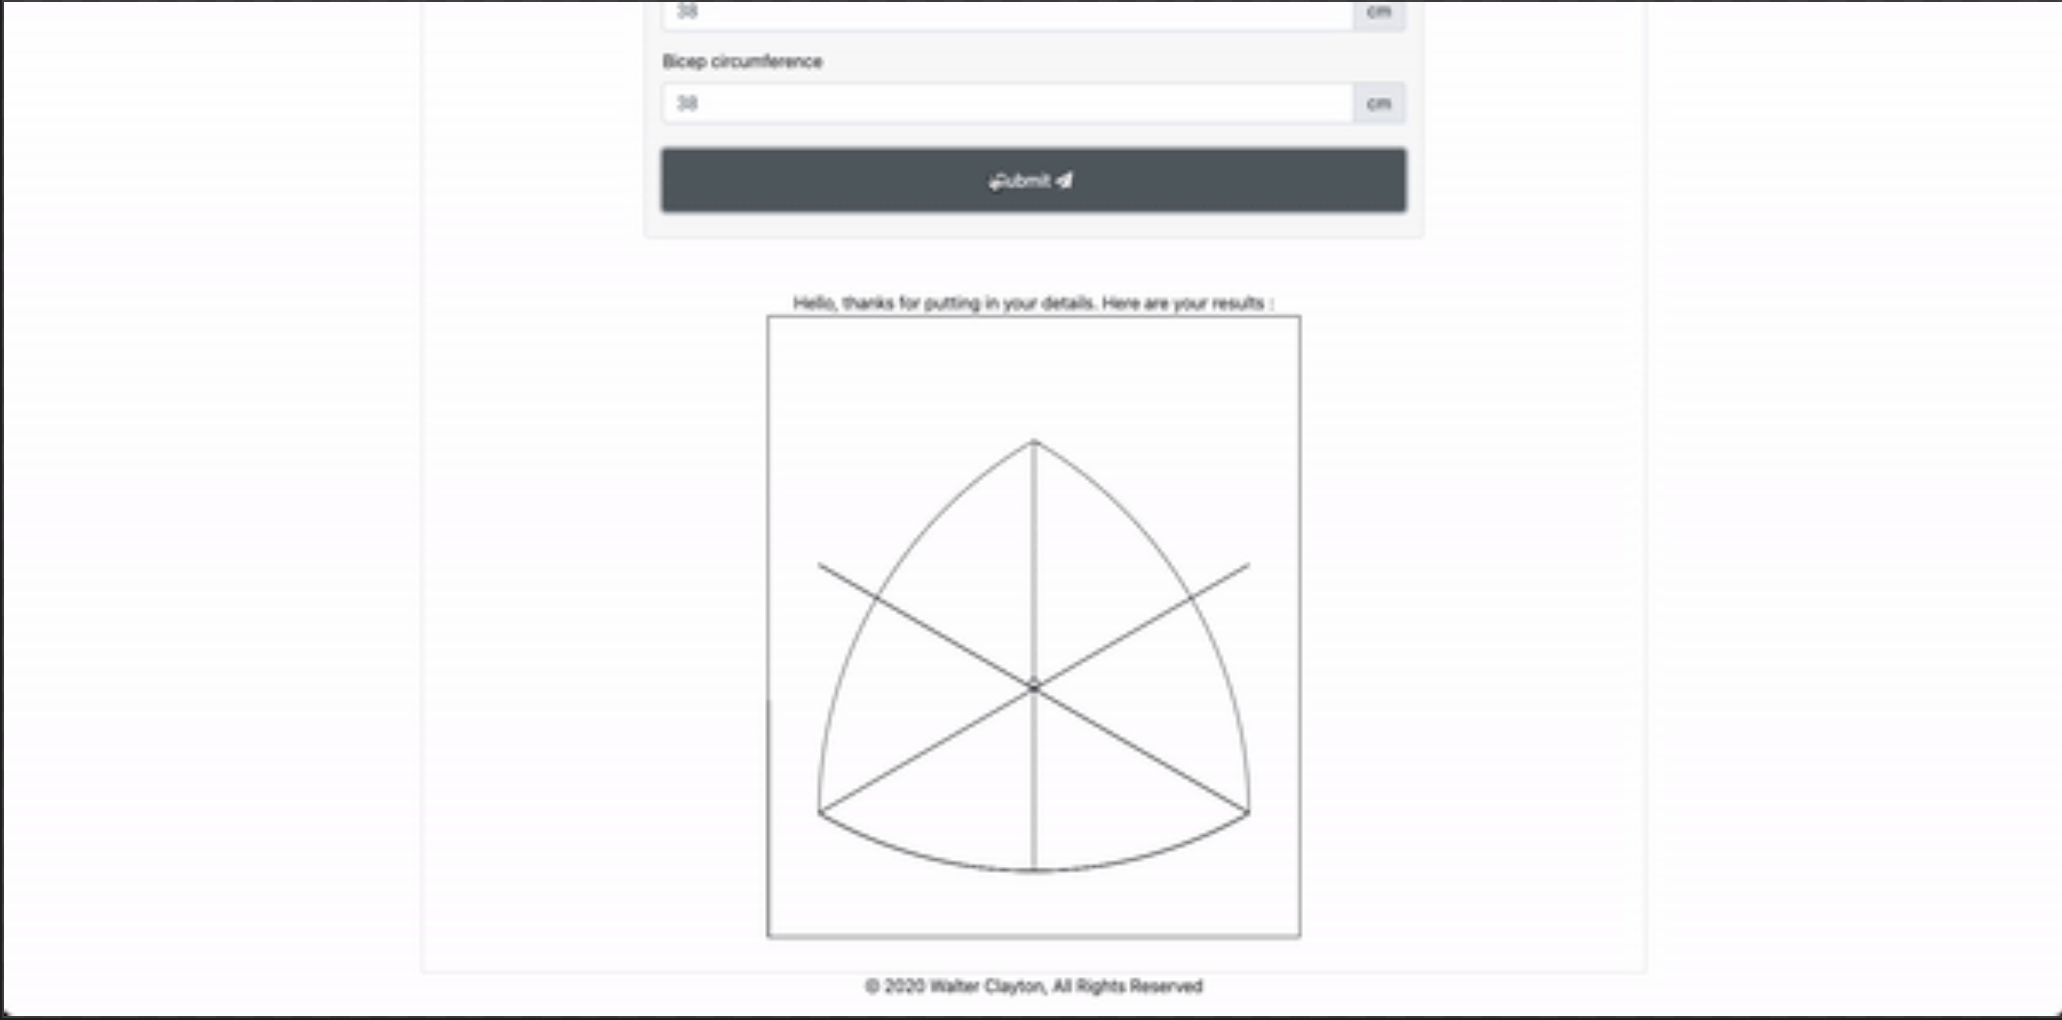 38 cm
Bicep circumference
38 cm
Submit
Hello, thanks for putting in your details. Here are your results :
© 2020 Walter Clayton, All Rights Reserved